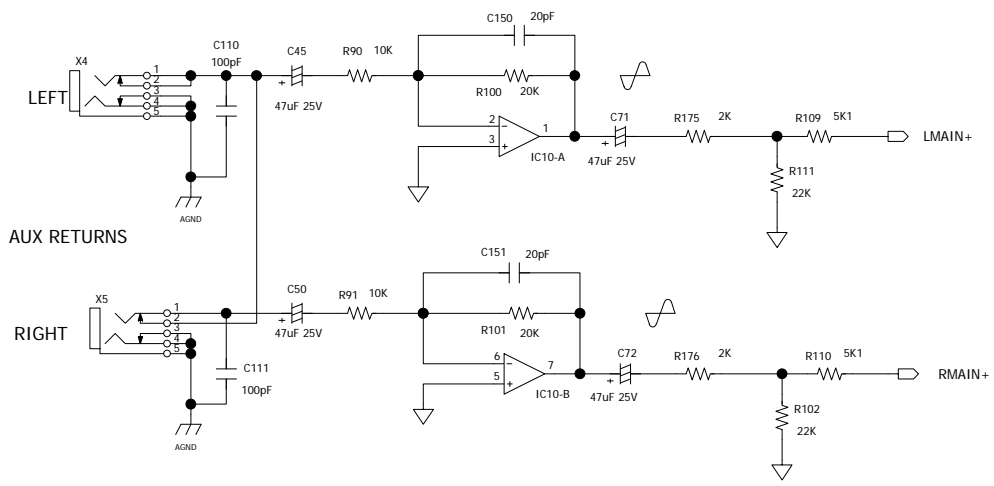 C150
20pF
C110
100pF
C45
R90
10K
X4
1
2
3
4
5
LEFT
+
47uF 25V
R100
20K
2
-
3
+
1
IC10-A
C71
+
47uF 25V
R175
2K
R109
5K1
LMAIN+
R111
22K
AGND
AUX RETURNS
C151
20pF
X5
1
2
3
4
5
RIGHT
C50
+
47uF 25V
R91
10K
R101
20K
C111
100pF
6
-
5
+
7
IC10-B
C72
+
47uF 25V
R176
2K
R110
5K1
RMAIN+
R102
22K
AGND